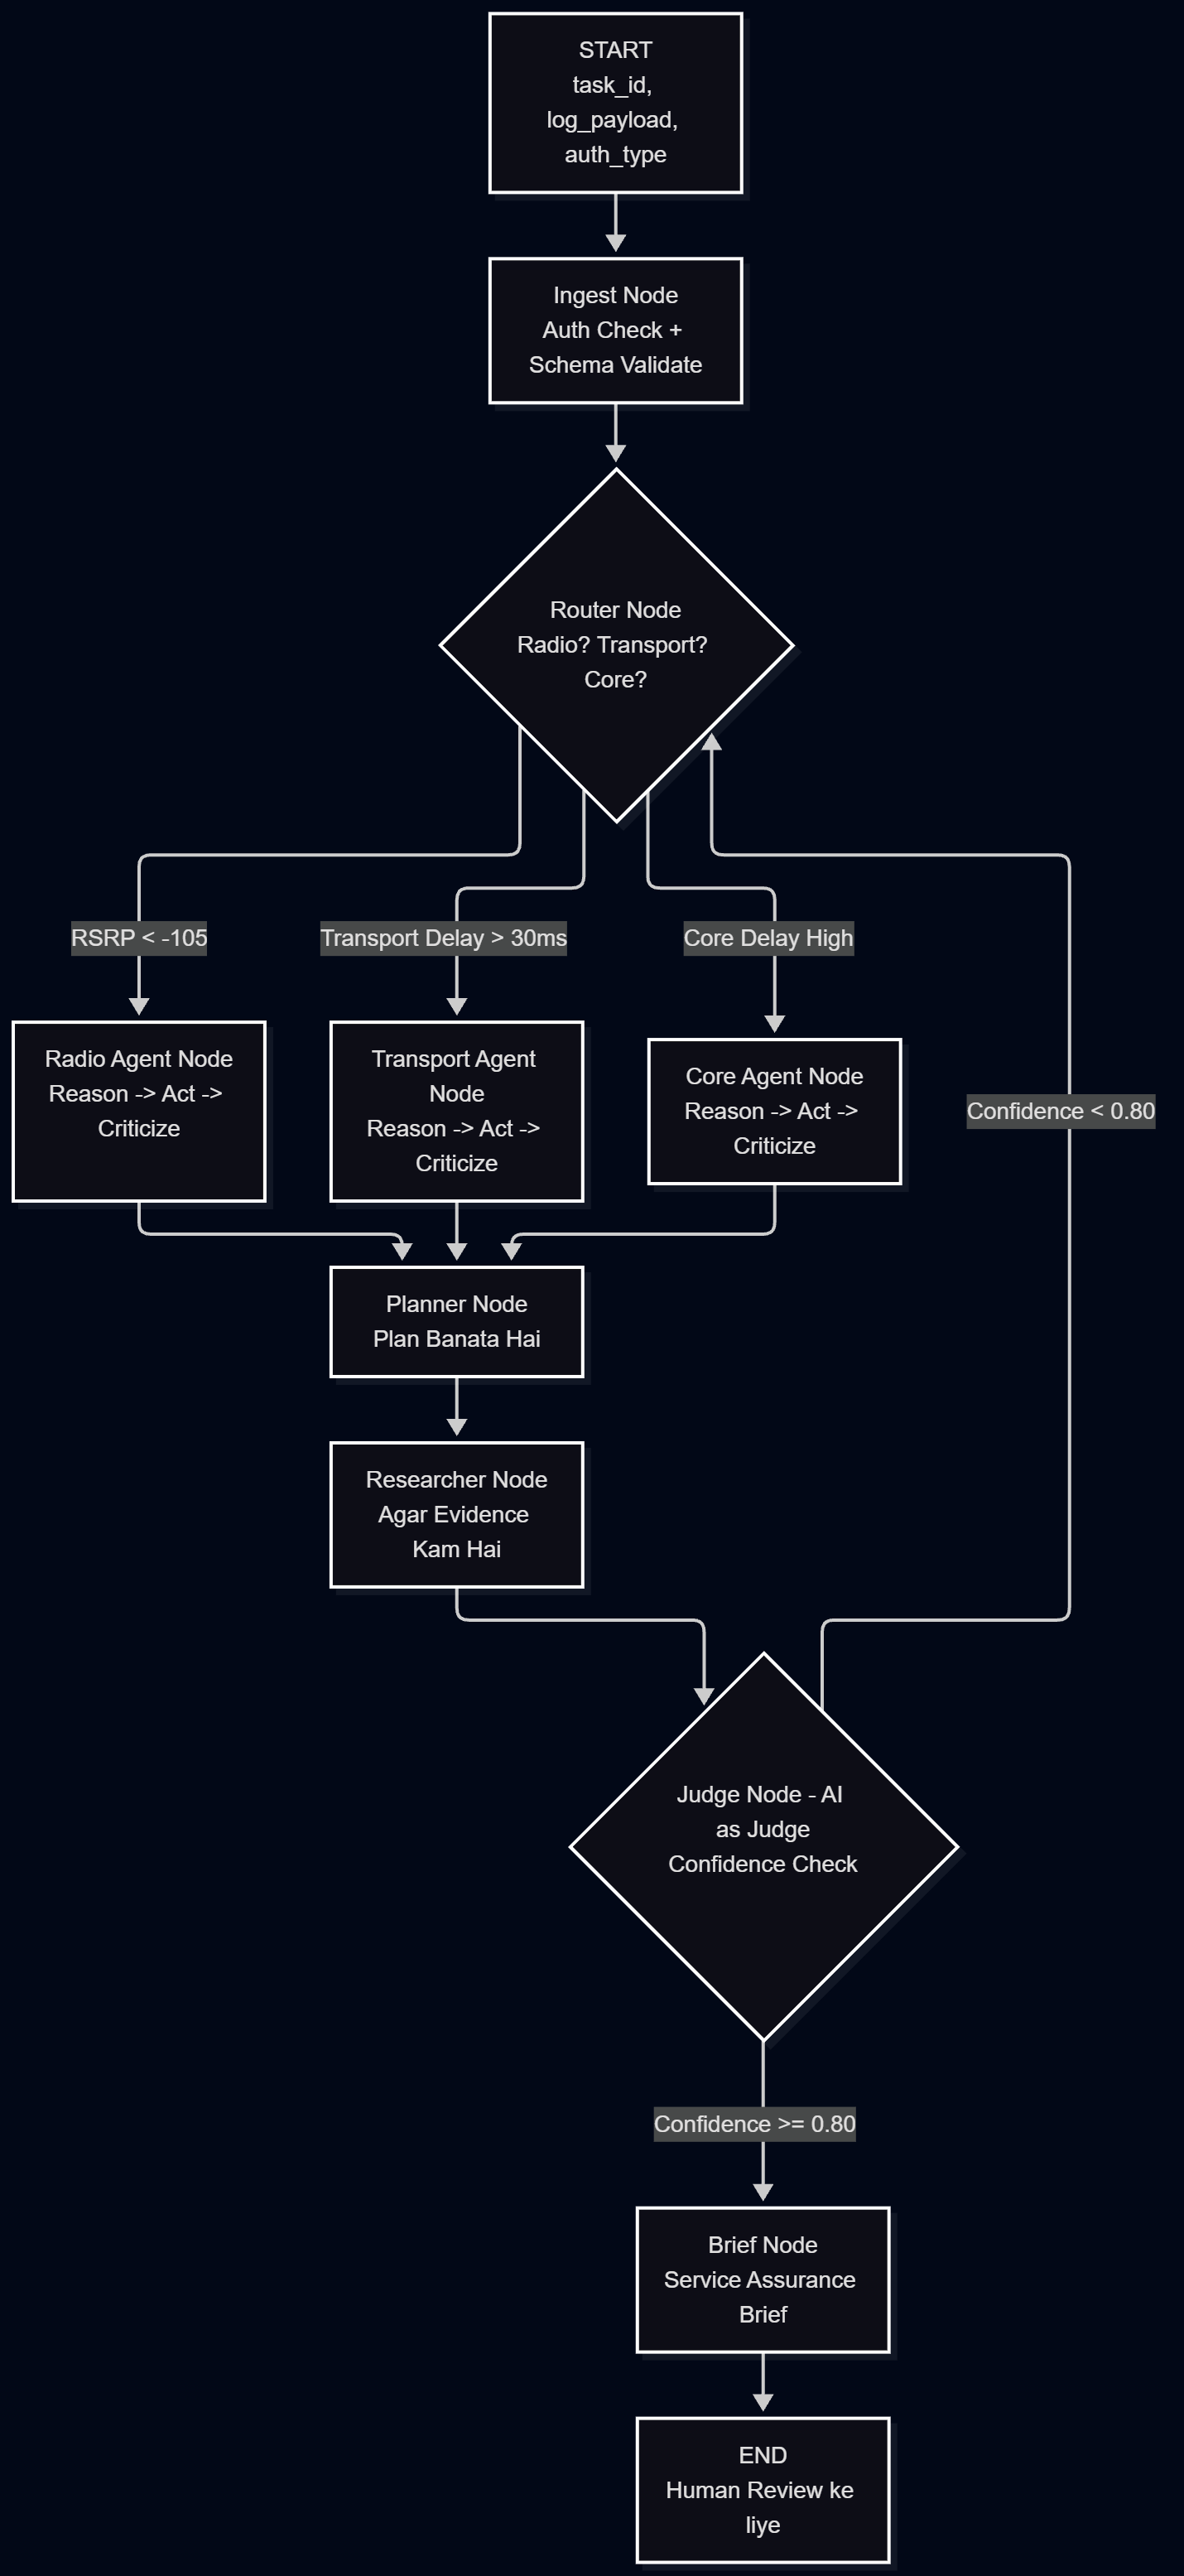 START
task_id,
log_payload,
auth_type
Ingest Node
Auth Check +
Schema Validate
Router Node
Radio? Transport?
Core?
RSRP < -105
Transport Delay > 30ms
Core Delay High
Radio Agent Node
Reason -> Act ->
Criticize
Transport Agent
Node
Reason -> Act ->
Criticize
Core Agent Node
Reason -> Act ->
Criticize
Confidence < 0.80
Planner Node
Plan Banata Hai
Researcher Node
Agar Evidence
Kam Hai
Judge Node - AI
as Judge
Confidence Check
Confidence >= 0.80
Brief Node
Service Assurance
Brief
END
Human Review ke
liye